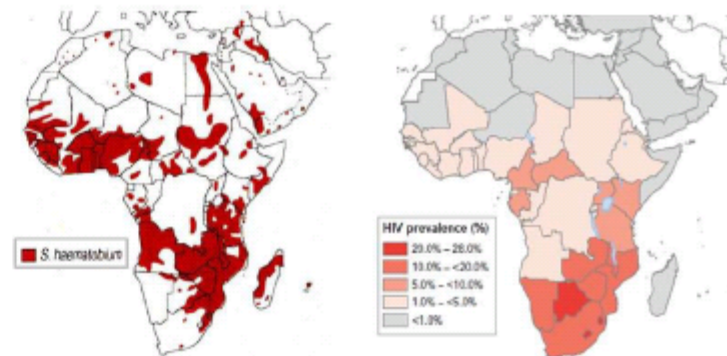 S. haematobium
HIV prevalence (%)
20.0% – 28.0%
10.0% – <20.0%
5.0% – <10.0%
1.0% – <5.0%
<1.0%